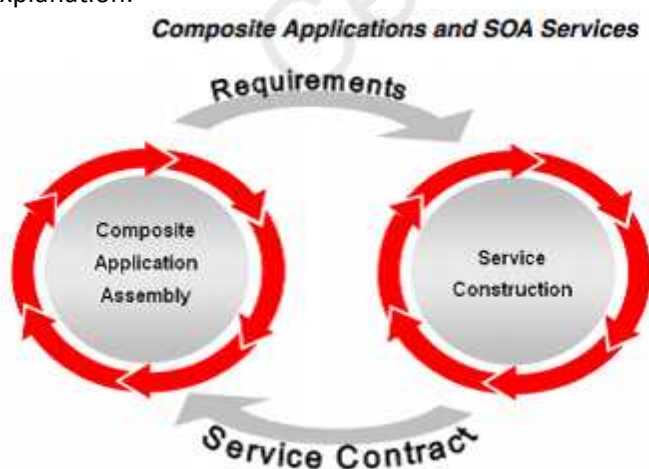 Composite Applications and SOA Services
Requirements
Composite
Application
Assembly
Service
Construction
Service Contract